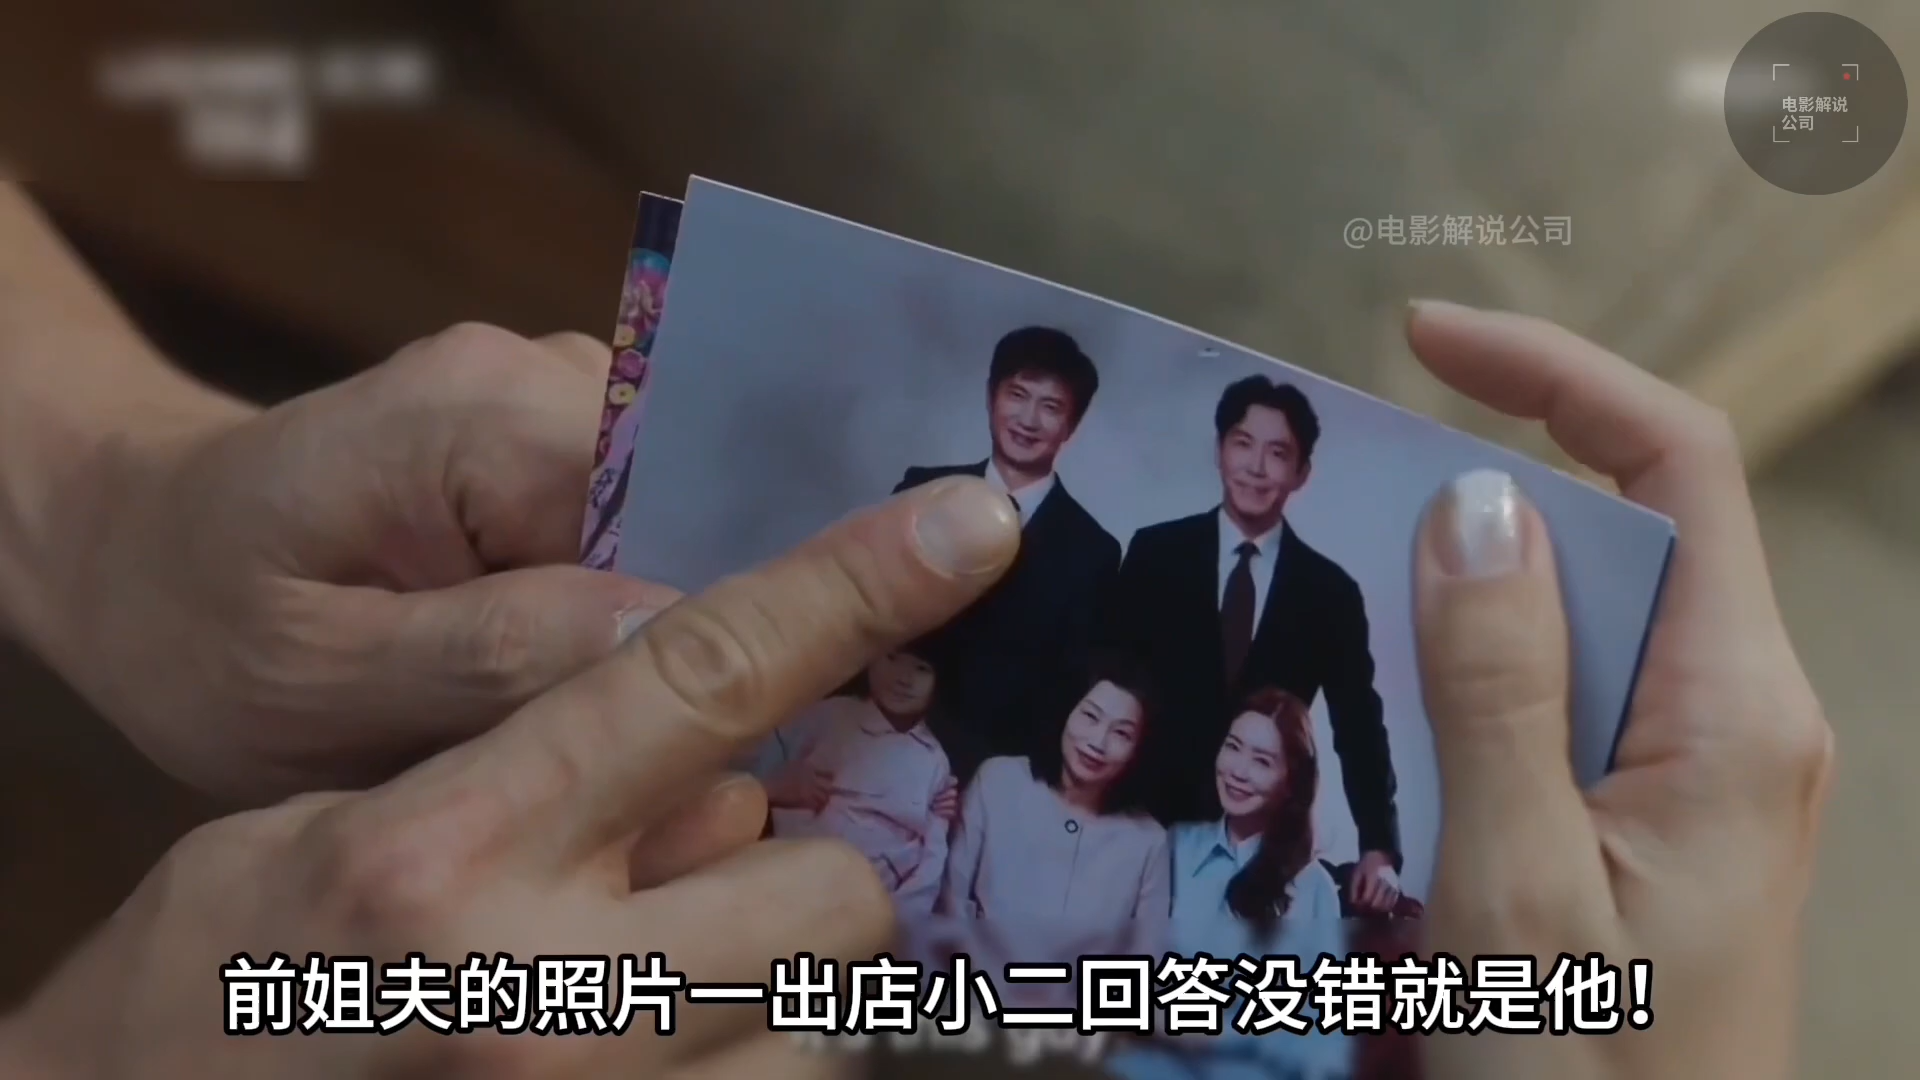 电影解说
公司
@电影解说公司
前姐夫的照片一出店小二回答没错就是他！